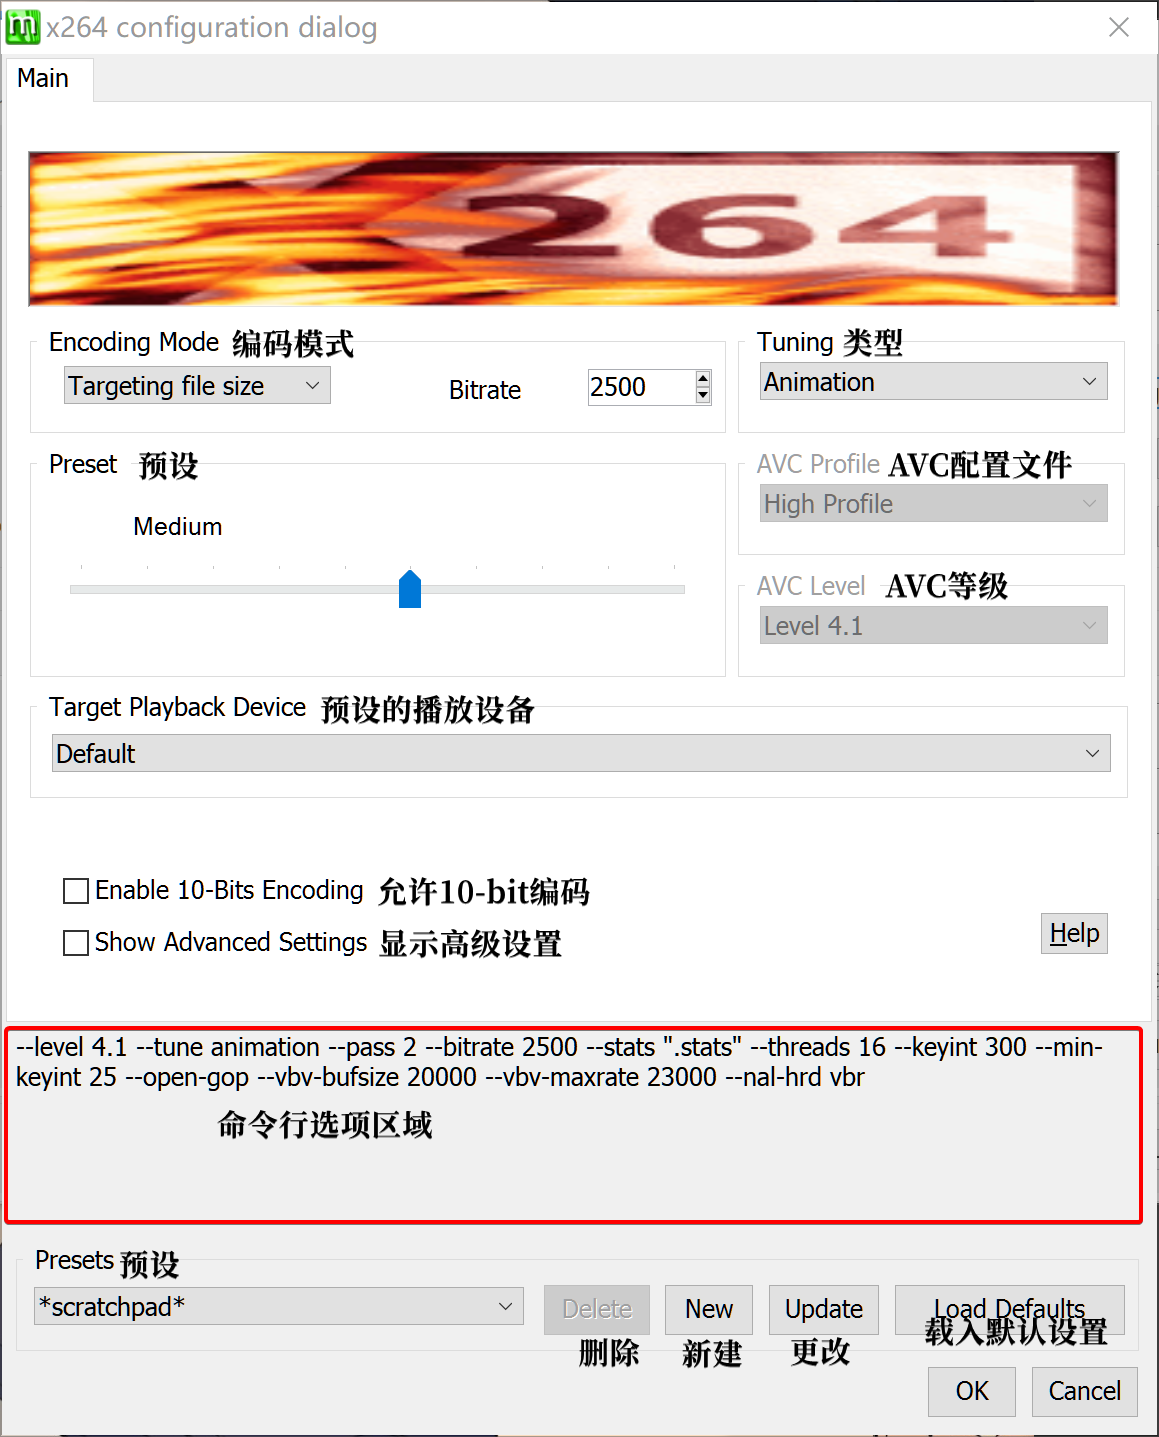 x264 configuration dialog
Main
264
Encoding Mode 编码模式
Targeting file size
Bitrate
2500
Tuning 类型
Animation
Preset 预设
Medium
AVC Profile AVC配置文件
High Profile
AVC Level AVC等级
Level 4.1
Target Playback Device 预设的播放设备
Default
Enable 10-Bits Encoding 允许10-bit编码
Show Advanced Settings 显示高级设置
Help
--level 4.1 --tune animation --pass 2 --bitrate 2500 --stats ".stats" --threads 16 --keyint 300 --min-
keyint 25 --open-gop --vbv-bufsize 20000 --vbv-maxrate 23000 --nal-hrd vbr
命令行选项区域
Presets 预设
*scratchpad*
Delete
New
Update
Load Defaults
删除
新建
更改
载入默认设置
OK
Cancel